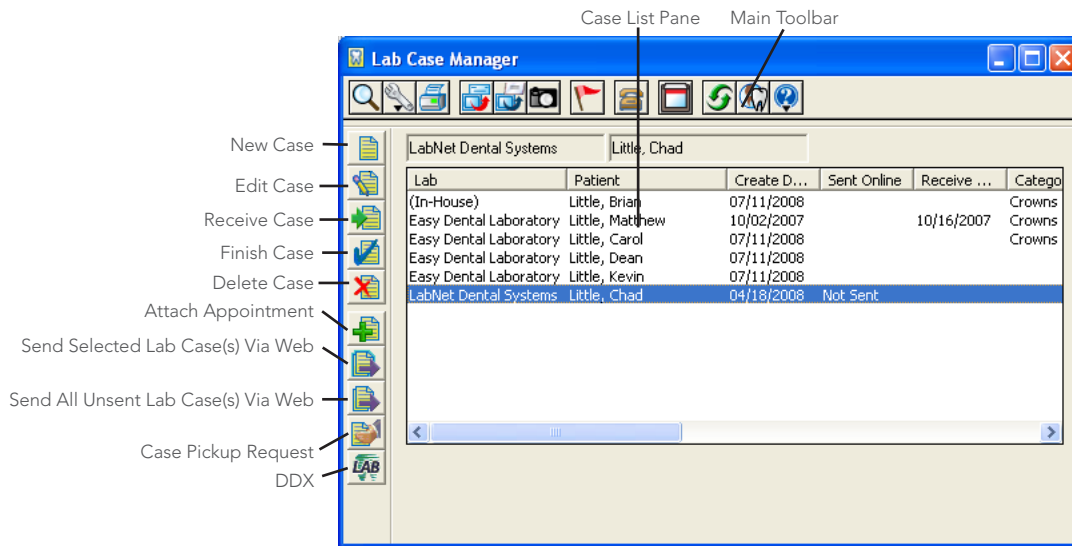 Case List Pane Main Toolbar
Lab Case Manager
New Case
Edit Case
Receive Case
Finish Case
Delete Case
Attach Appointment
Send Selected Lab Case(s) Via Web
Send All Unsent Lab Case(s) Via Web
Case Pickup Request
DDX
LAB
LabNet Dental Systems Little, Chad
Lab Patient Create D... Sent Online Receive ... Catego
(In-House) Little, Brian 07/11/2008 Crowns
Easy Dental Laboratory Little, Matthew 10/02/2007 10/16/2007 Crowns
Easy Dental Laboratory Little, Carol 07/11/2008 Crowns
Easy Dental Laboratory Little, Dean 07/11/2008
Easy Dental Laboratory Little, Kevin 07/11/2008
LabNet Dental Systems Little, Chad 04/18/2008 Not Sent